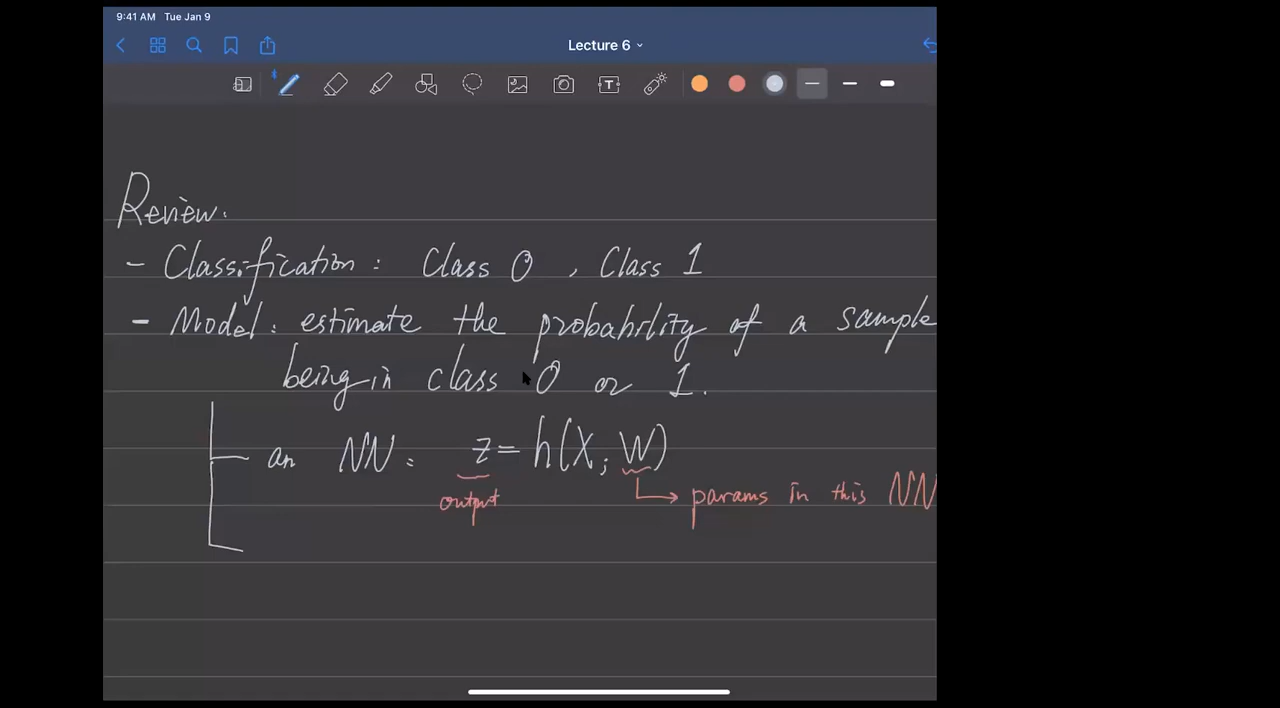 9:41 AM Tue Jan 9
Lecture 6
T
Review.
- Classification: Class 0, Class 1
- Model: estimate the probability of a sample
being in class 0 or 1.
an NN: z = h(X; W)
output
params in this NN